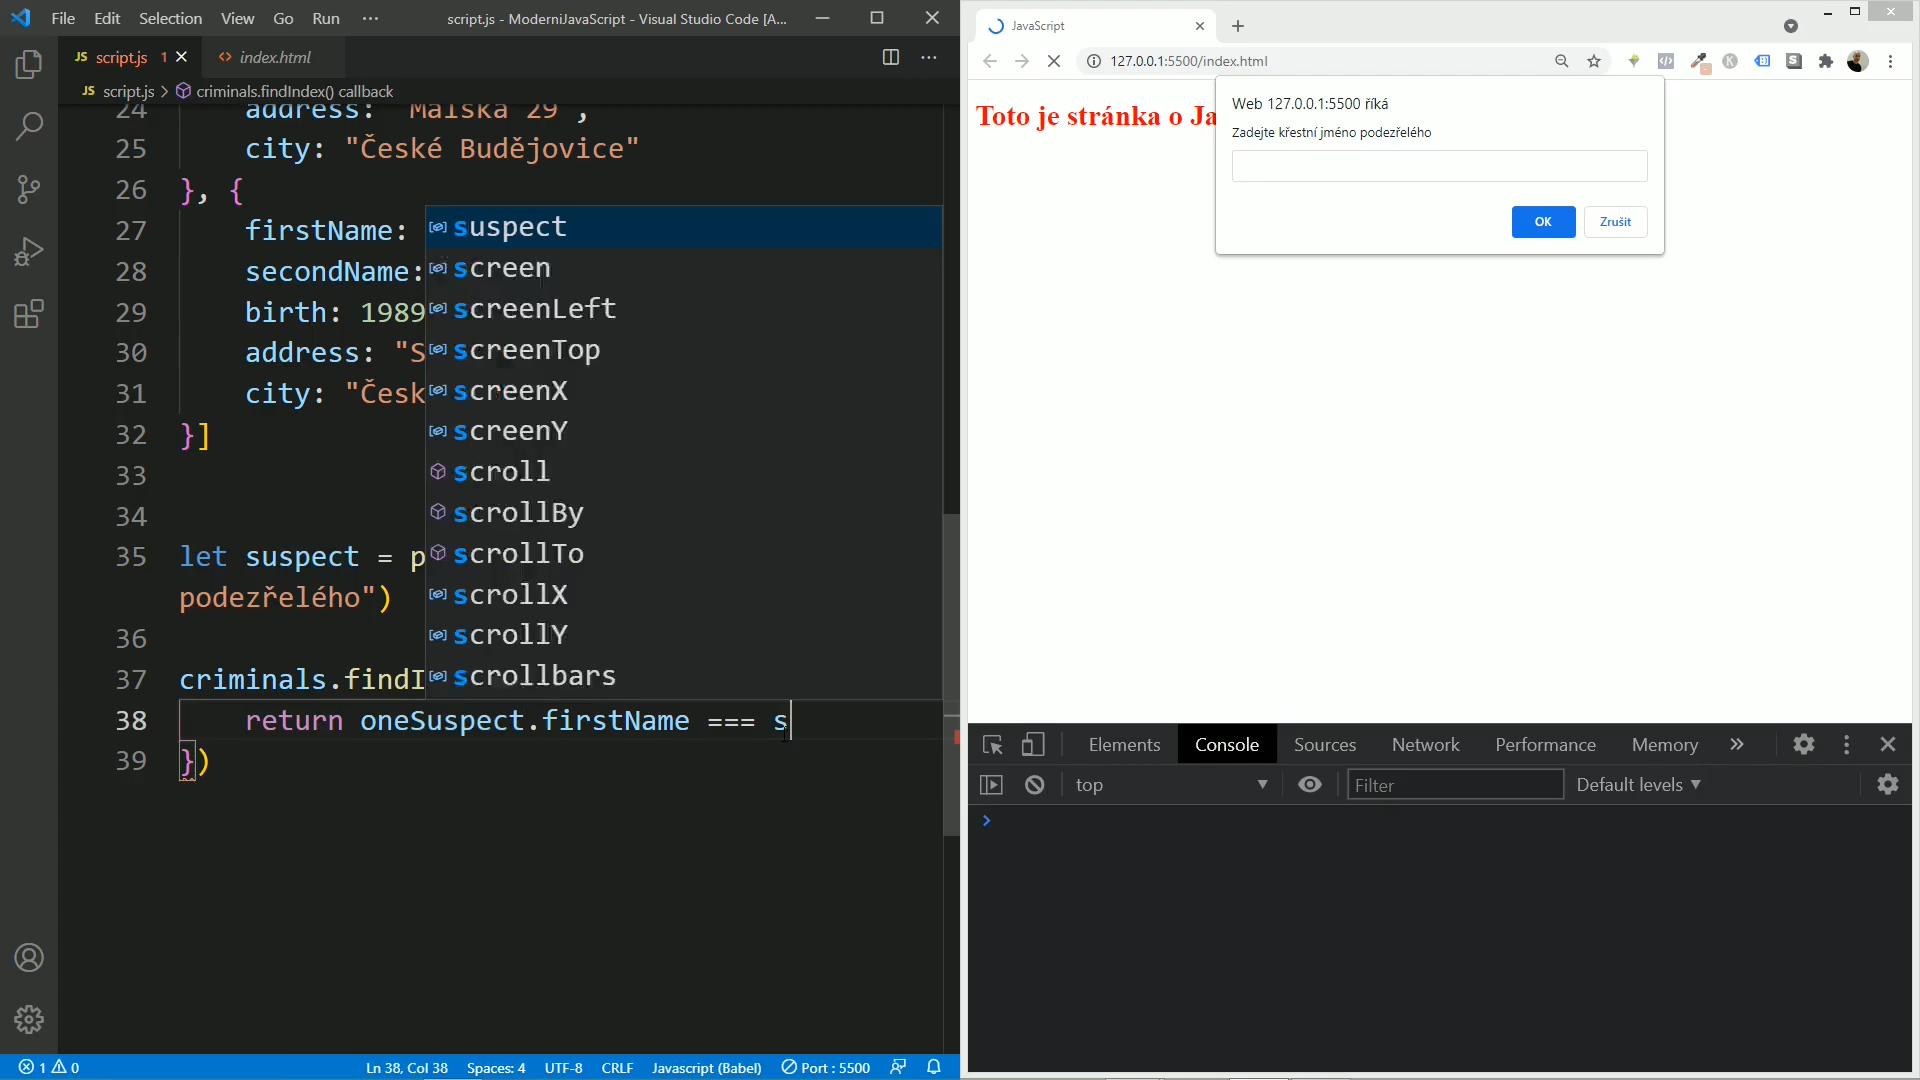 File Edit Selection View Go Run ···
script.js - ModerniJavaScript - Visual Studio Code [A...
JS script.js 1
<> index.html
JS script.js > criminals.findIndex() callback
24 address: "Malská 29",
25 city: "České Budějovice"
26 }, {
27 firstName:
28 secondName:
29 birth: 1989
30 address: "S
31 city: "Česk
32 }]
33
34
35 let suspect = p
podezřelého")
36
37 criminals.findI
38 return oneSuspect.firstName === s
39 })
suspect
screen
screenLeft
screenTop
screenX
screenY
scroll
scrollBy
scrollTo
scrollX
scrollY
scrollbars
1 0
Ln 38, Col 38 Spaces: 4 UTF-8 CRLF Javascript (Babel) Port : 5500
JavaScript
127.0.0.1:5500/index.html
Toto je stránka o Ja
Web 127.0.0.1:5500 říká
Zadejte křestní jméno podezřelého
OK Zrušit
Elements Console Sources Network Performance Memory »
top Filter Default levels
>